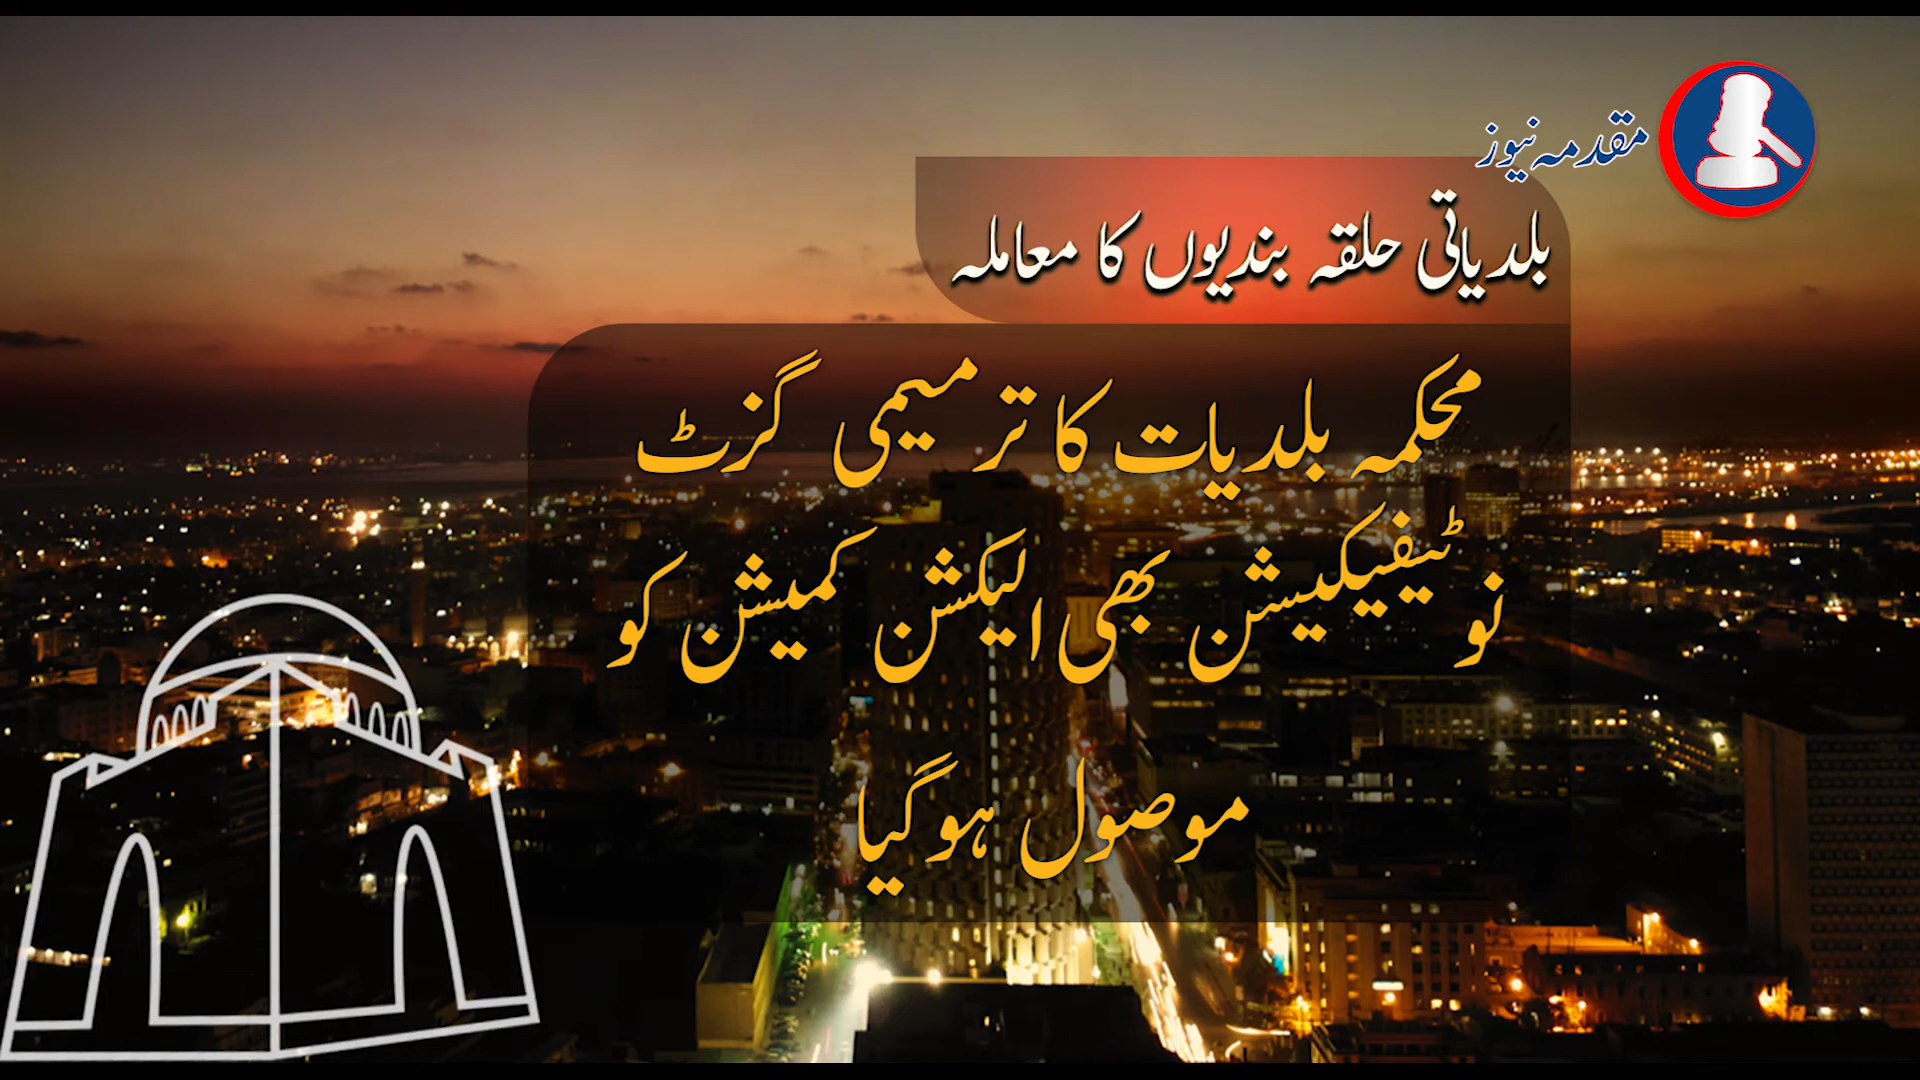 مقدمہ نیوز
بلدیاتی حلقہ بندیوں کا معاملہ
محکمہ بلدیات کا ترمیمی گزٹ
نوٹیفیکیشن بھی الیکشن کمیشن کو
موصول ہوگیا